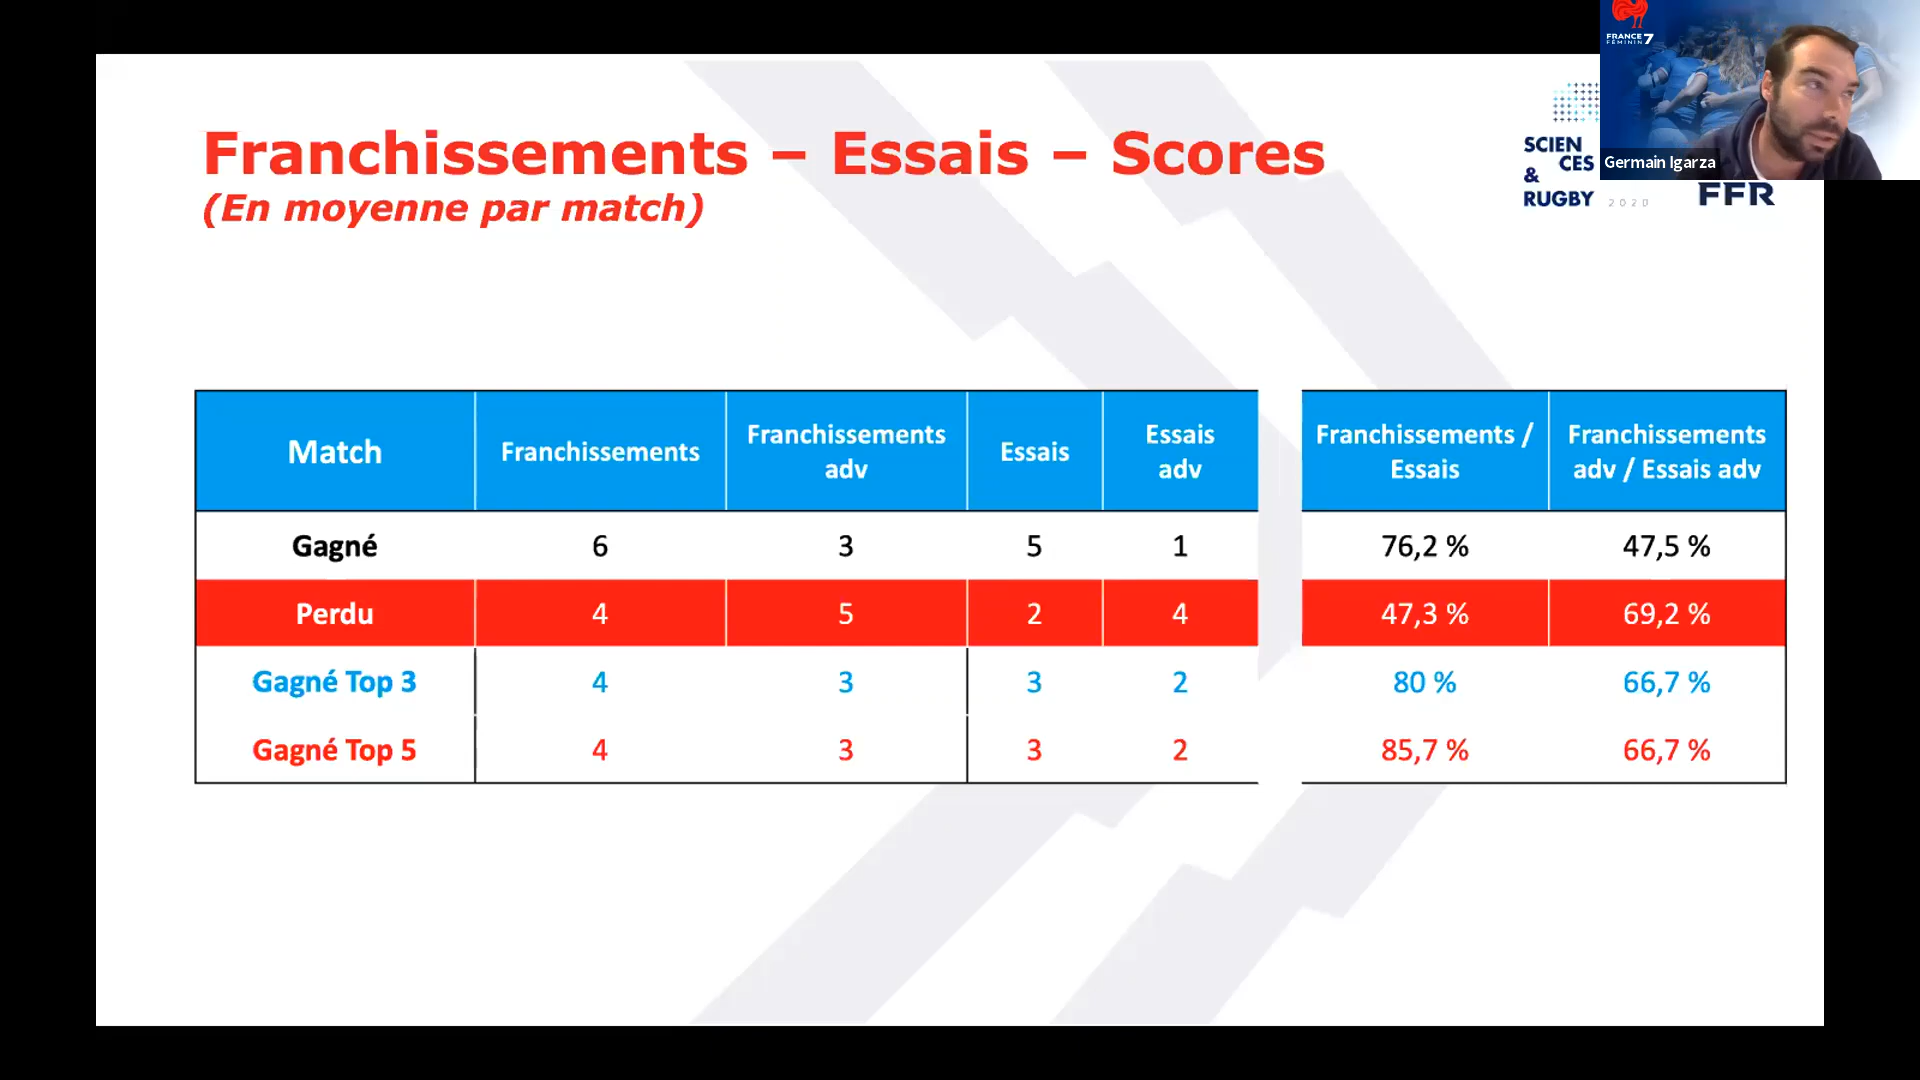 Franchissements – Essais – Scores
(En moyenne par match)
SCIEN
CES
&
RUGBY 2020
FFR
FRANCE 7
FÉMININ
Germain Igarza
Match Franchissements Franchissements adv Essais Essais adv Franchissements / Essais Franchissements adv / Essais adv
Gagné 6 3 5 1 76,2 % 47,5 %
Perdu 4 5 2 4 47,3 % 69,2 %
Gagné Top 3 4 3 3 2 80 % 66,7 %
Gagné Top 5 4 3 3 2 85,7 % 66,7 %